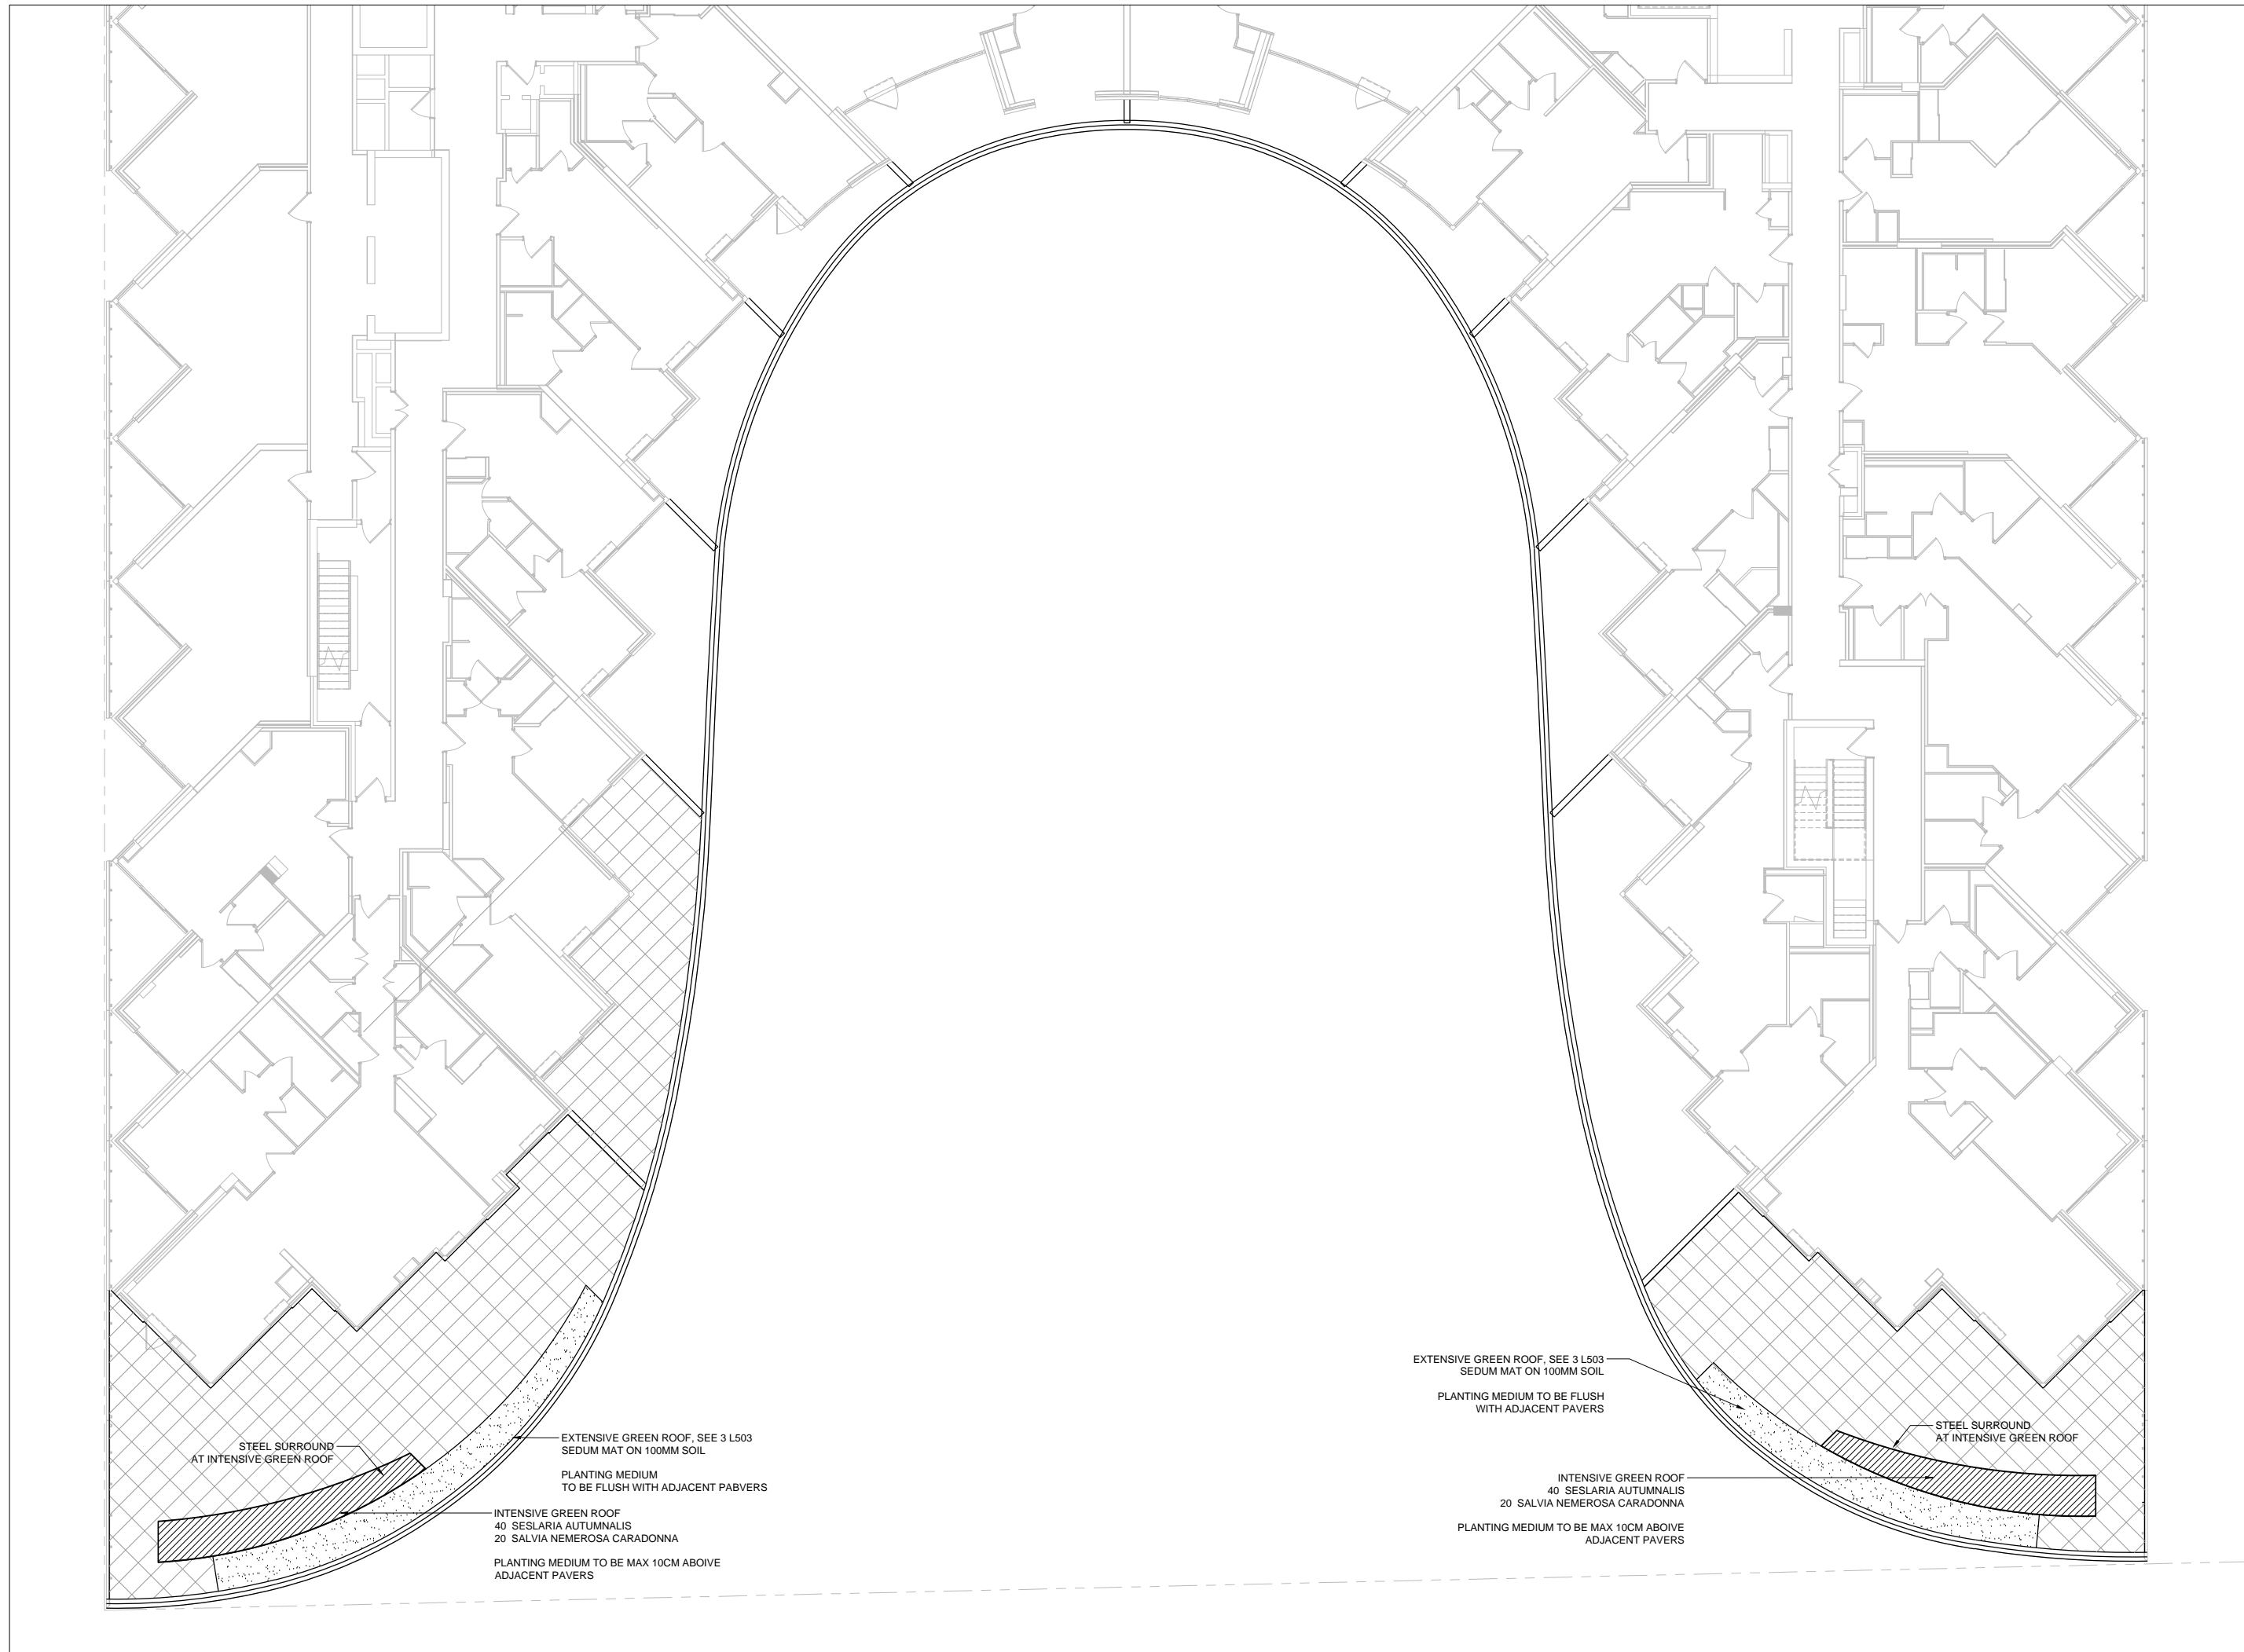 STEEL SURROUND
AT INTENSIVE GREEN ROOF
EXTENSIVE GREEN ROOF, SEE 3 L503
SEDUM MAT ON 100MM SOIL
PLANTING MEDIUM
TO BE FLUSH WITH ADJACENT PABVERS
INTENSIVE GREEN ROOF
40 SESLARIA AUTUMNALIS
20 SALVIA NEMEROSA CARADONNA
PLANTING MEDIUM TO BE MAX 10CM ABOIVE
ADJACENT PAVERS
EXTENSIVE GREEN ROOF, SEE 3 L503
SEDUM MAT ON 100MM SOIL
PLANTING MEDIUM TO BE FLUSH
WITH ADJACENT PAVERS
STEEL SURROUND
AT INTENSIVE GREEN ROOF
INTENSIVE GREEN ROOF
40 SESLARIA AUTUMNALIS
20 SALVIA NEMEROSA CARADONNA
PLANTING MEDIUM TO BE MAX 10CM ABOIVE
ADJACENT PAVERS